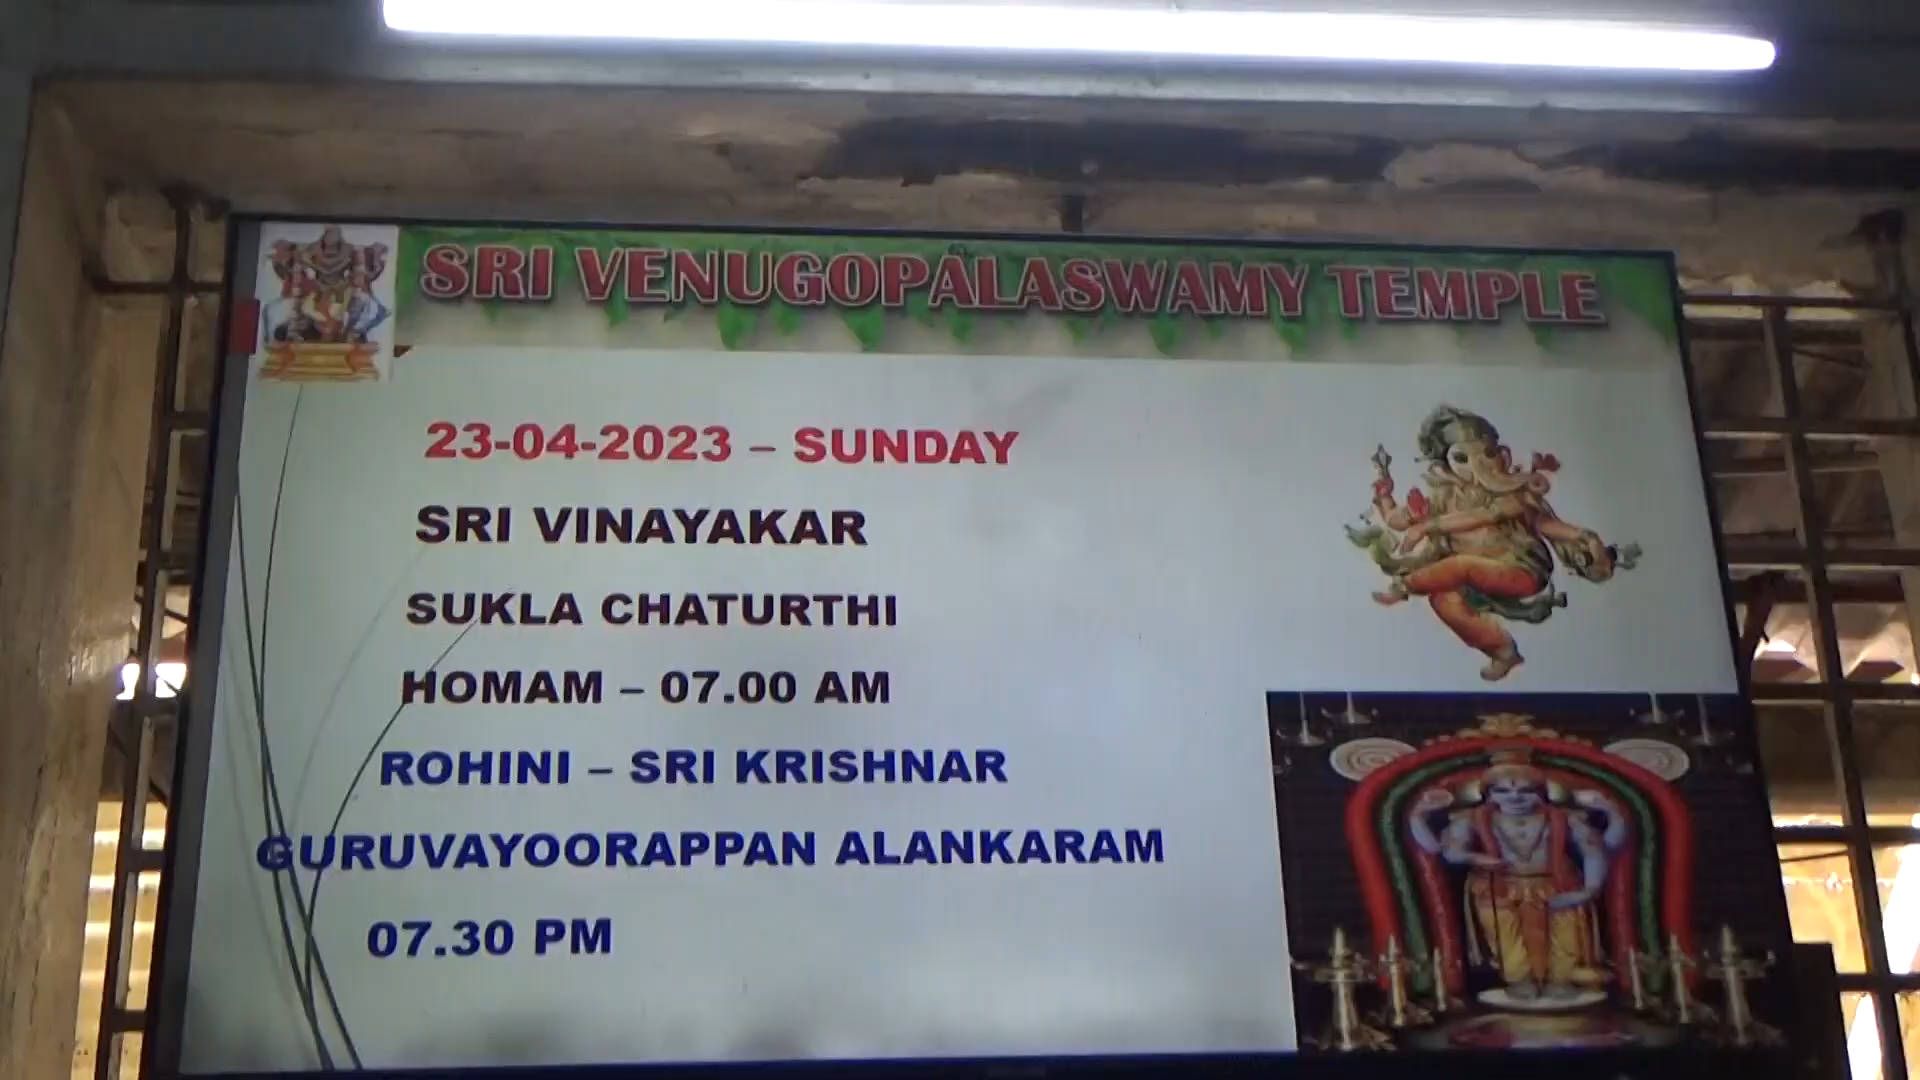 SRI VENUGOPALASWAMY TEMPLE
23-04-2023 – SUNDAY
SRI VINAYAKAR
SUKLA CHATURTHI
HOMAM – 07.00 AM
ROHINI – SRI KRISHNAR
GURUVAYOORAPPAN ALANKARAM
07.30 PM